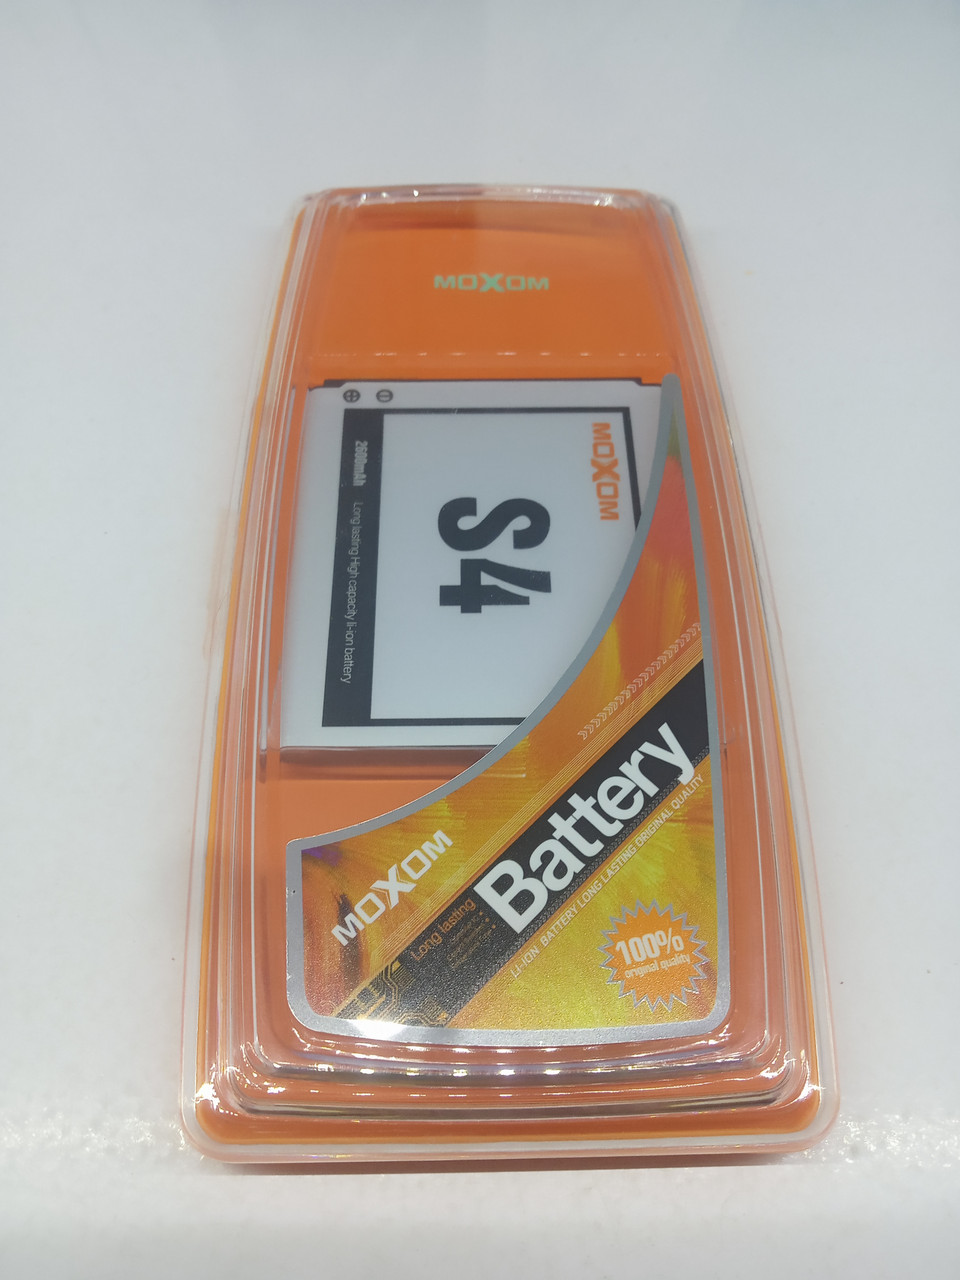 MOXOM
MOXOM
S4
2600mAh Long lasting High capacity li-ion battery
MOXOM
Battery
Long lasting
LI-ION BATTERY LONG LASTING ORIGINAL QUALITY
100%
original quality